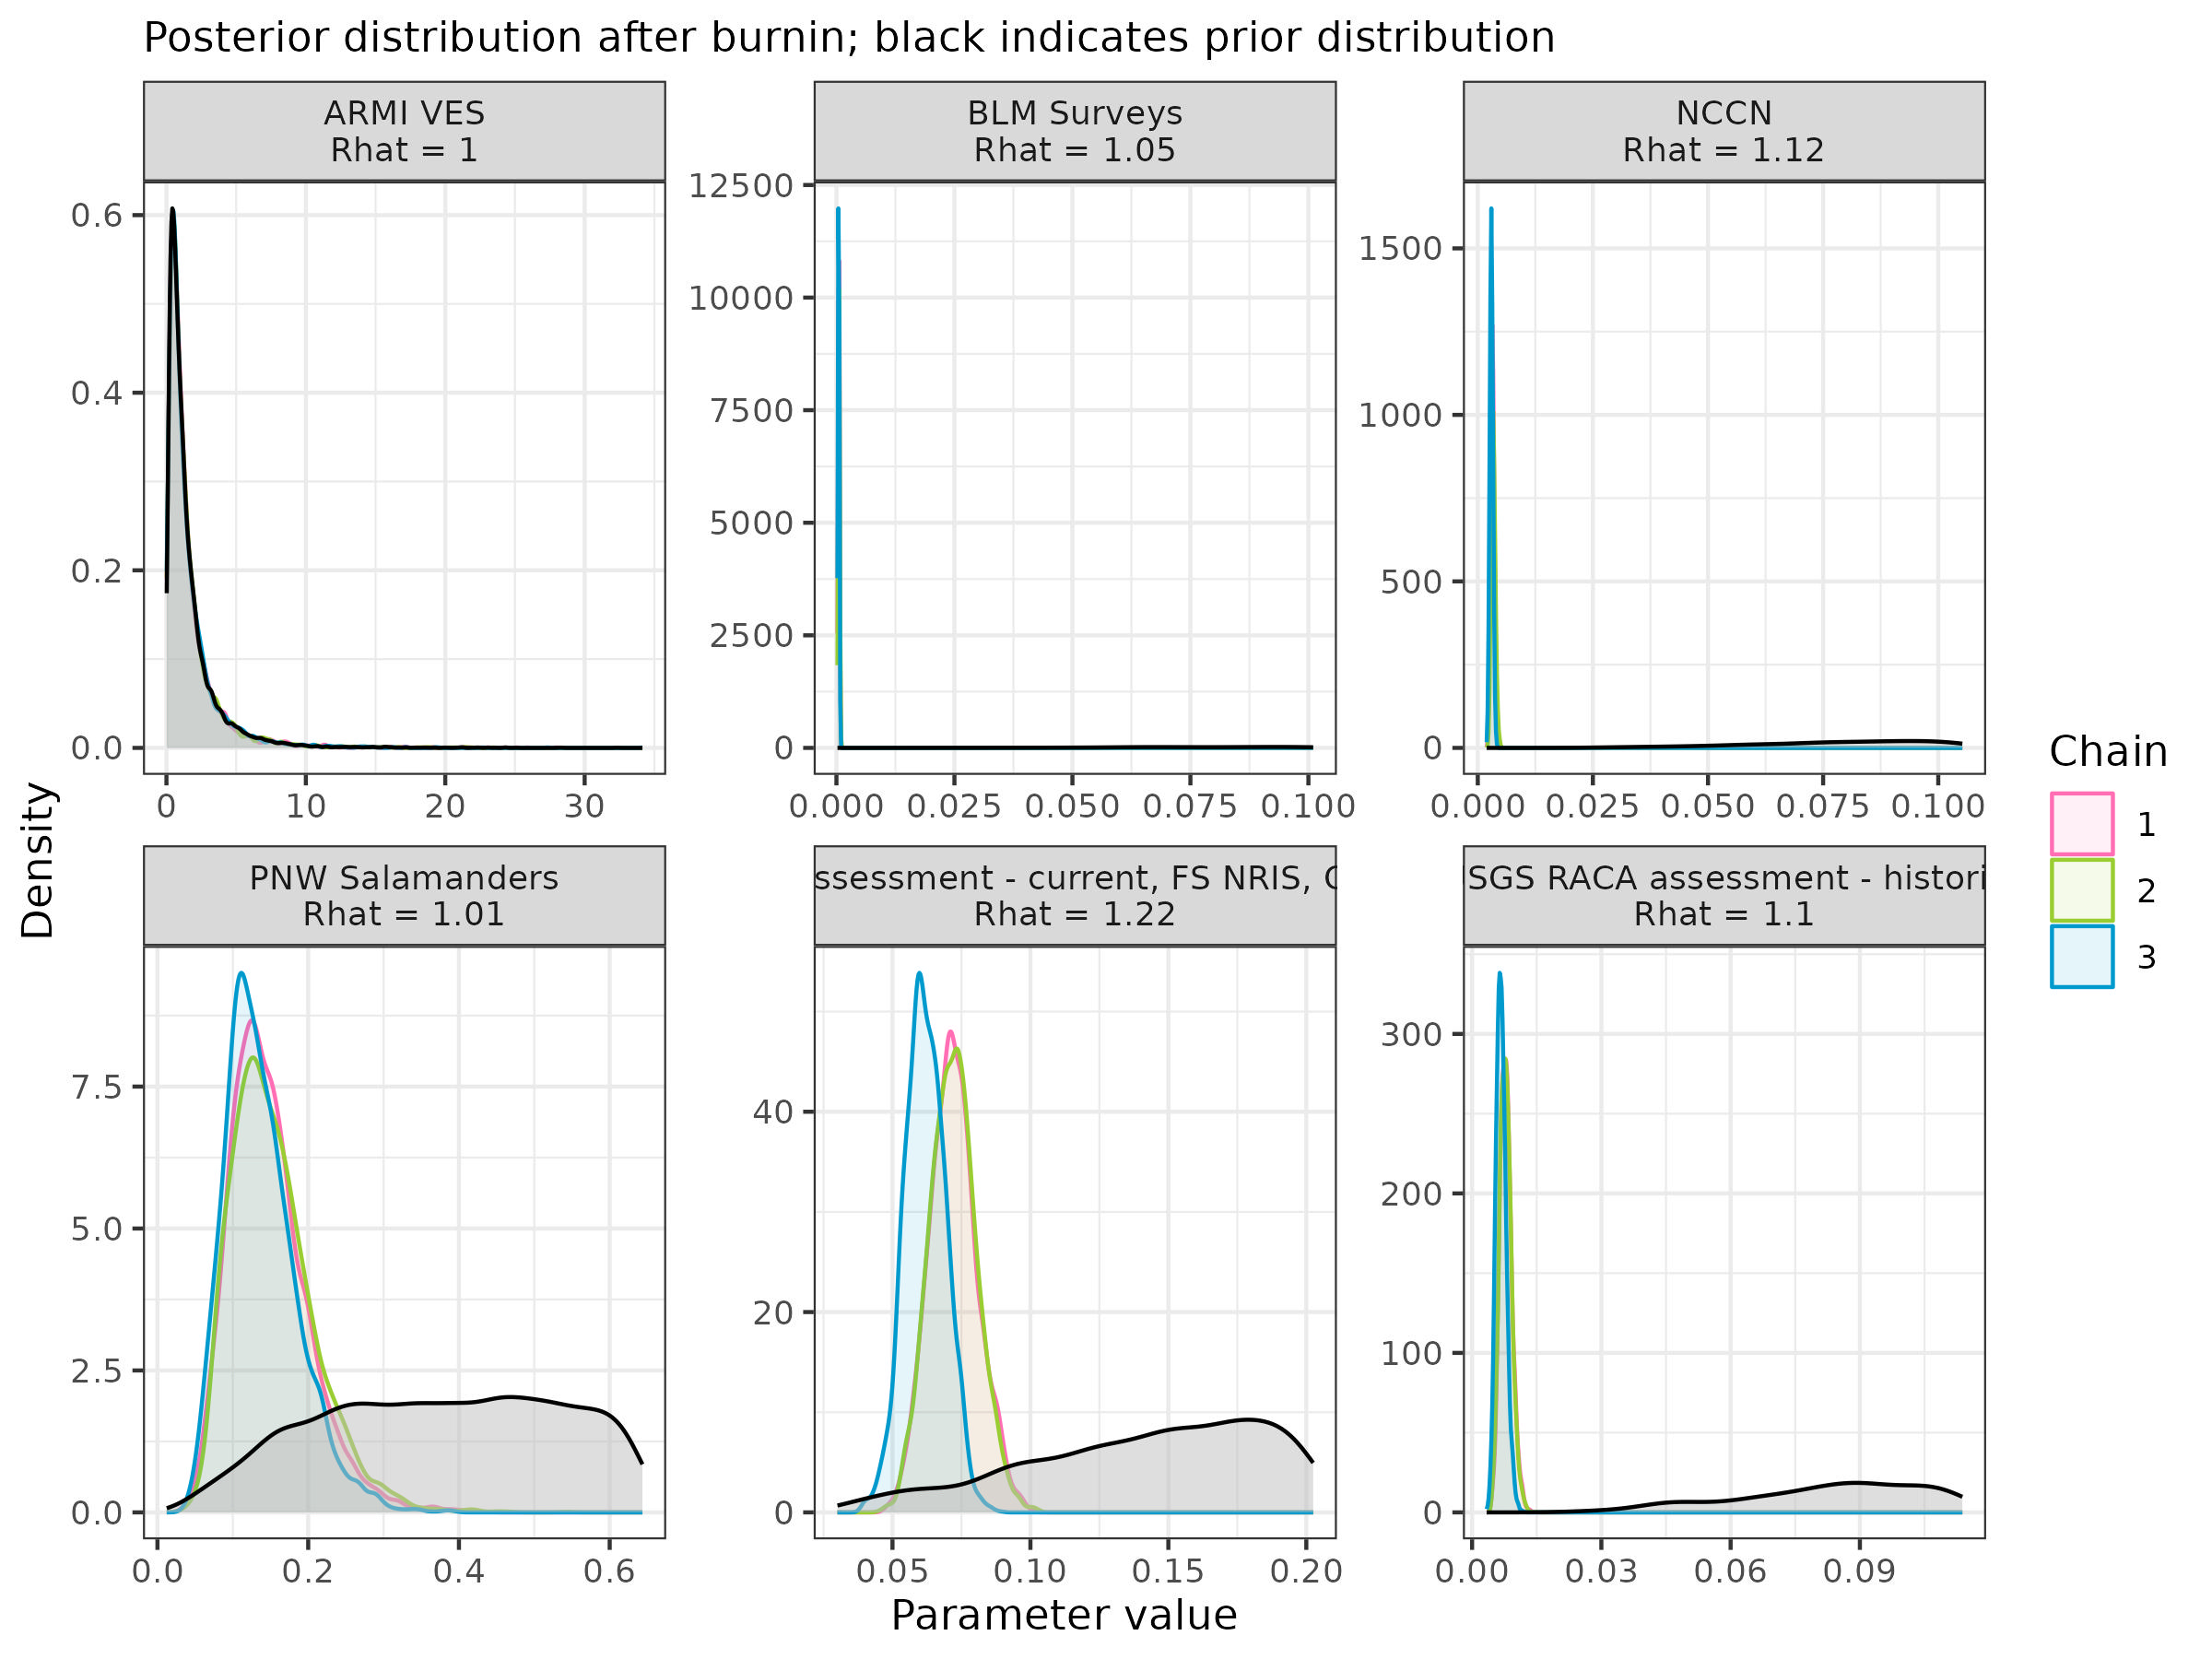 Posterior distribution after burnin; black indicates prior distribution
ARMI VES
Rhat = 1
BLM Surveys
Rhat = 1.05
NCCN
Rhat = 1.12
0.6
0.4
0.2
0.0
0 10 20 30
12500
10000
7500
5000
2500
0
0.000 0.025 0.050 0.075 0.100
1500
1000
500
0
0.000 0.025 0.050 0.075 0.100
PNW Salamanders
Rhat = 1.01
ssessment - current, FS NRIS,
Rhat = 1.22
SGS RACA assessment - histori
Rhat = 1.1
7.5
5.0
2.5
0.0
0.0 0.2 0.4 0.6
40
20
0
0.05 0.10 0.15 0.20
300
200
100
0
0.00 0.03 0.06 0.09
Density
Parameter value
Chain
1
2
3